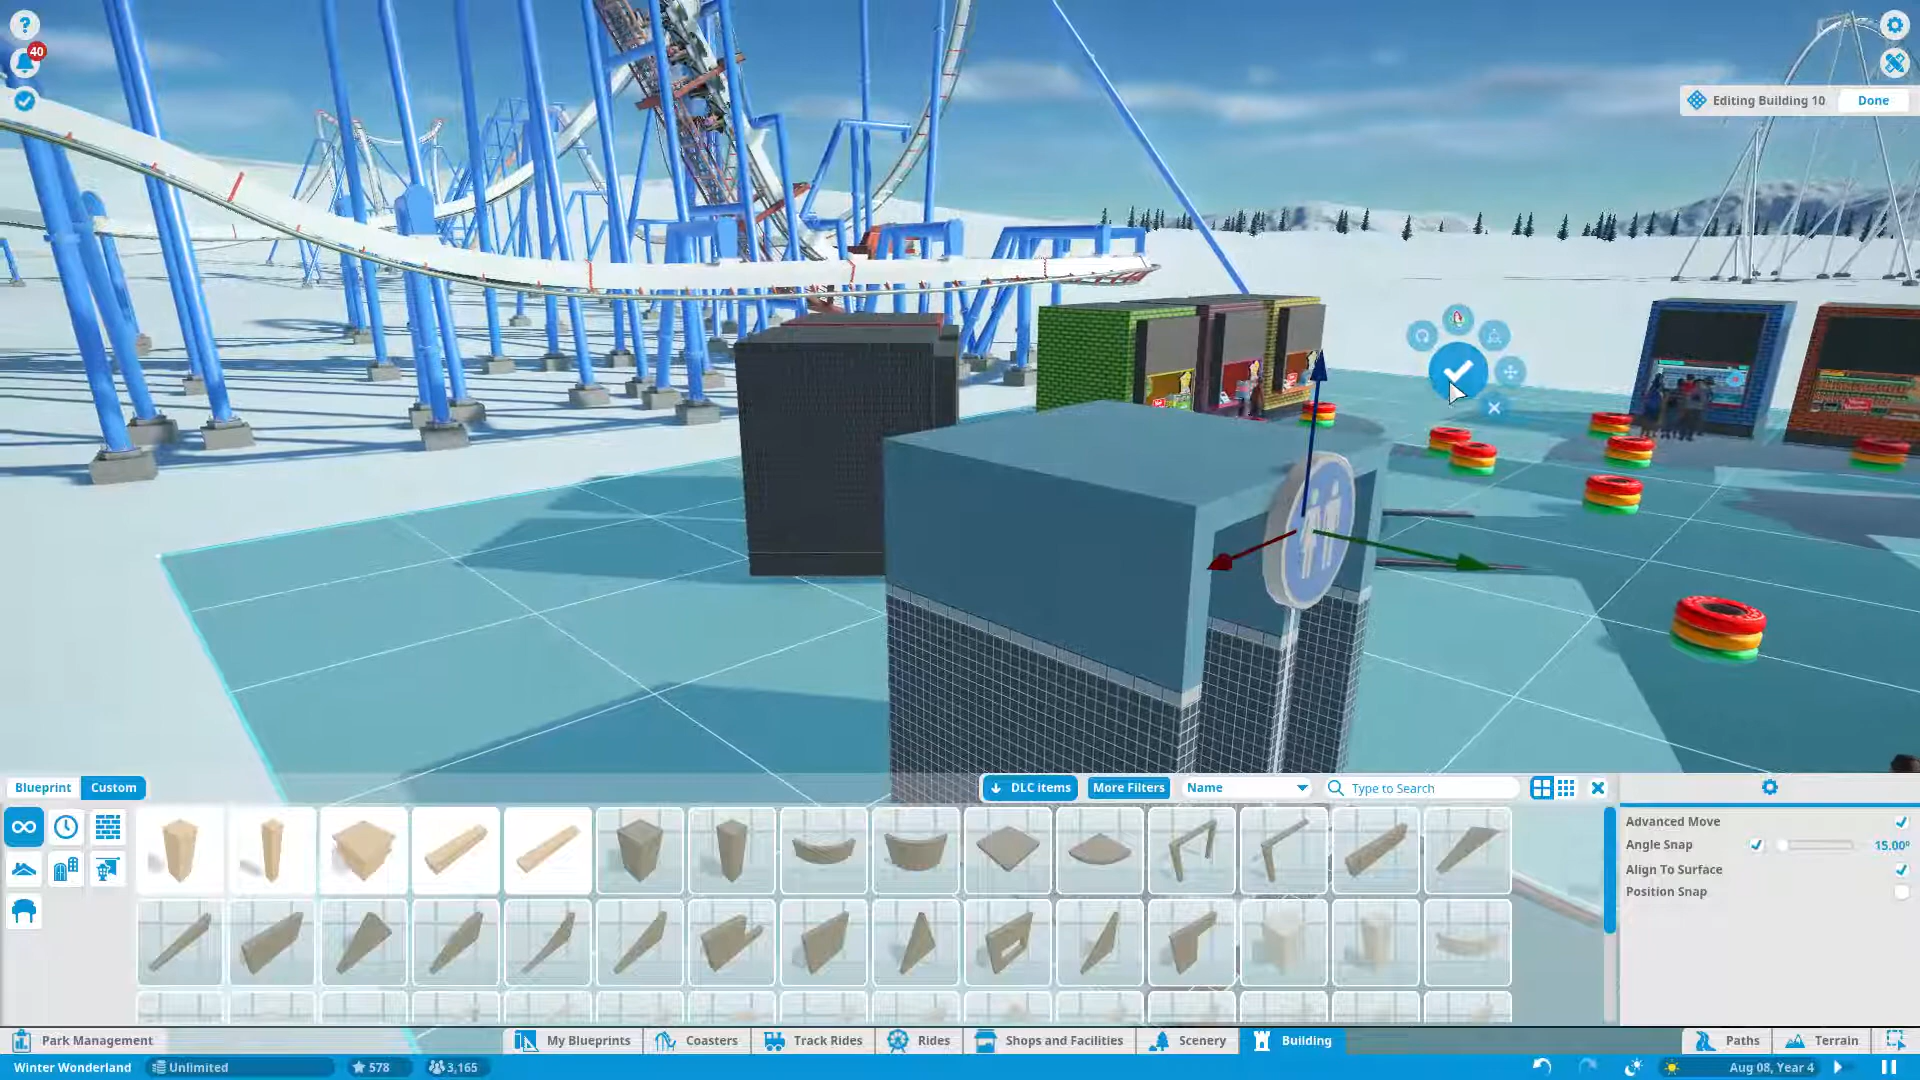 ?
40
Editing Building 10 Done
Blueprint Custom
DLC items More Filters Name Type to Search
Advanced Move
Angle Snap 15.00°
Align To Surface
Position Snap
Park Management My Blueprints Coasters Track Rides Rides Shops and Facilities Scenery Building Paths Terrain
Winter Wonderland Unlimited 578 3,165 Aug 08, Year 4